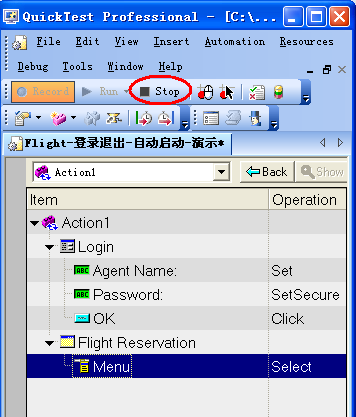 QuickTest Professional - [C:\...
File Edit View Insert Automation Resources
Debug Tools Window Help
Record Run Stop
Flight-登录退出-自动启动-演示*
Action1 Back Show
Item Operation
Action1
Login
ABC Agent Name: Set
ABC Password: SetSecure
OK Click
Flight Reservation
Menu Select